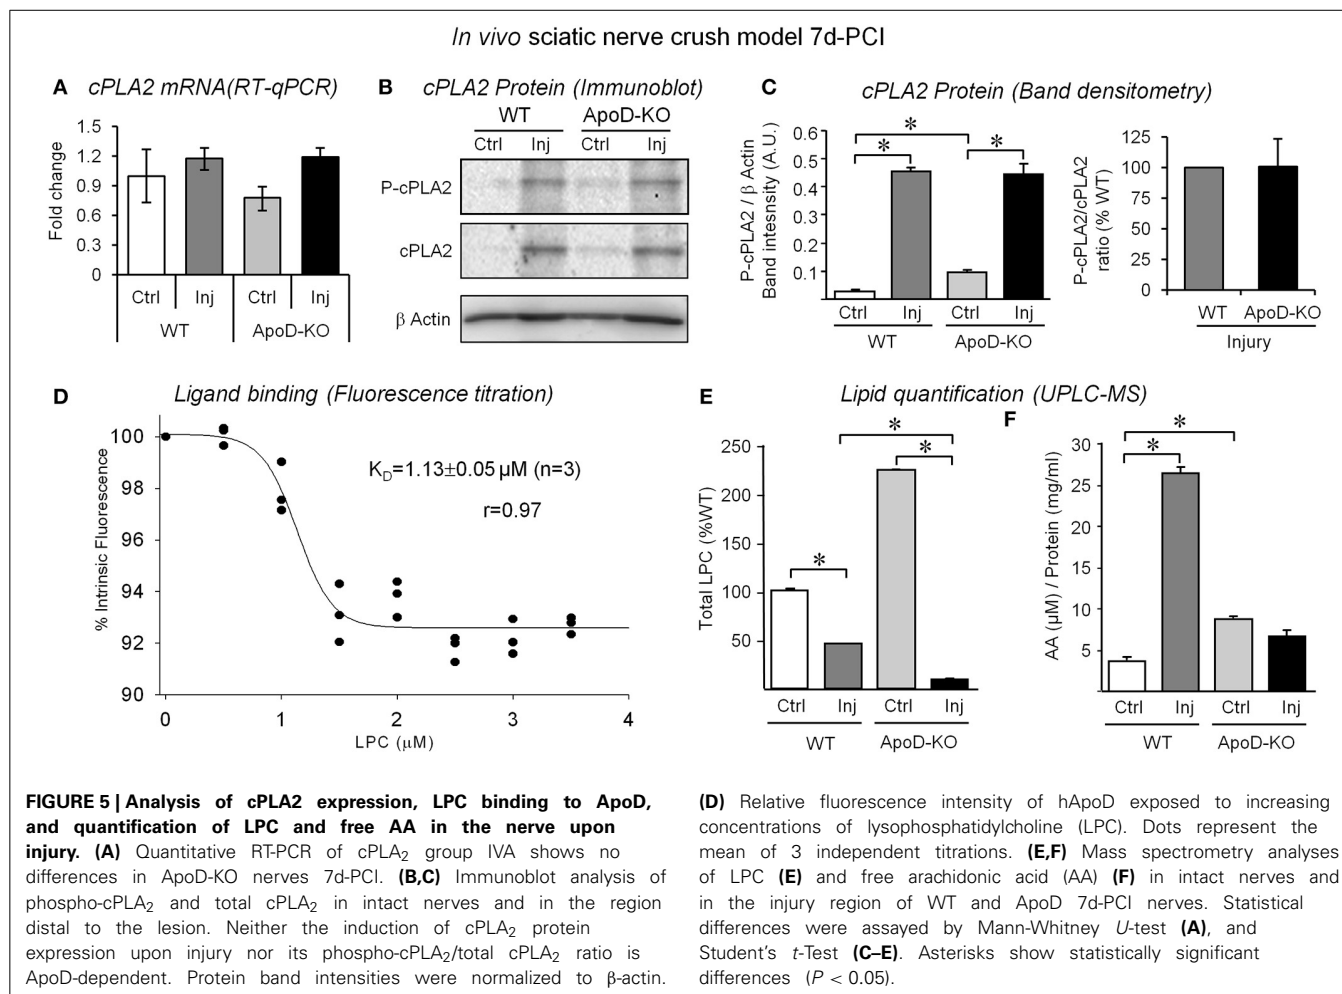 In vivo sciatic nerve crush model 7d-PCI
A cPLA2 mRNA(RT-qPCR)
1.5
1.2
0.9
0.6
0.3
0
Fold change
Ctrl Inj Ctrl Inj
WT ApoD-KO
B cPLA2 Protein (Immunoblot)
WT ApoD-KO
Ctrl Inj Ctrl Inj
P-cPLA2
cPLA2
β Actin
C cPLA2 Protein (Band densitometry)
0.6
0.5
0.4
0.3
0.2
0.1
P-cPLA2 / β Actin
Band intesnsity (A.U.)
* * *
Ctrl Inj Ctrl Inj
WT ApoD-KO
125
100
75
50
25
0
P-cPLA2/cPLA2
ratio (% WT)
WT ApoD-KO
Injury
D Ligand binding (Fluorescence titration)
100
98
96
94
92
90
% Intrinsic Fluorescence
K_D=1.13±0.05 µM (n=3)
r=0.97
0 1 2 3 4
LPC (µM)
Lipid quantification (UPLC-MS)
E
250
200
150
100
50
Total LPC (%WT)
* * *
Ctrl Inj Ctrl Inj
WT ApoD-KO
F
30
25
20
15
10
5
AA (µM) / Protein (mg/ml)
* *
Ctrl Inj Ctrl Inj
WT ApoD-KO
FIGURE 5 | Analysis of cPLA2 expression, LPC binding to ApoD,
and quantification of LPC and free AA in the nerve upon
injury. (A) Quantitative RT-PCR of cPLA₂ group IVA shows no
differences in ApoD-KO nerves 7d-PCI. (B,C) Immunoblot analysis of
phospho-cPLA₂ and total cPLA₂ in intact nerves and in the region
distal to the lesion. Neither the induction of cPLA₂ protein
expression upon injury nor its phospho-cPLA₂/total cPLA₂ ratio is
ApoD-dependent. Protein band intensities were normalized to β-actin.
(D) Relative fluorescence intensity of hApoD exposed to increasing
concentrations of lysophosphatidylcholine (LPC). Dots represent the
mean of 3 independent titrations. (E,F) Mass spectrometry analyses
of LPC (E) and free arachidonic acid (AA) (F) in intact nerves and
in the injury region of WT and ApoD 7d-PCI nerves. Statistical
differences were assayed by Mann-Whitney U-test (A), and
Student's t-Test (C–E). Asterisks show statistically significant
differences (P < 0.05).